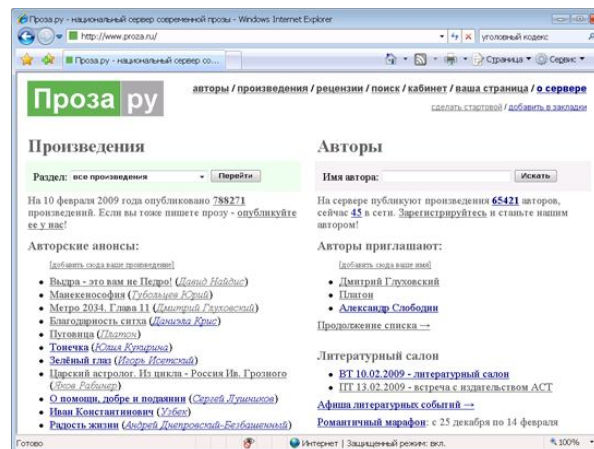 Проза.ру - национальный сервер современной прозы - Windows Internet Explorer
http://www.proza.ru/
уголовный кодекс
Проза.ру - национальный сервер со...
Страница
Сервис
Проза ру
авторы / произведения / рецензии / поиск / кабинет / ваша страница / о сервере
сделать стартовой / добавить в закладки
Произведения
Раздел: все произведения Перейти
На 10 февраля 2009 года опубликовано 788271
произведений. Если вы тоже пишете прозу - опубликуйте
ее у нас!
Авторские анонсы:
[добавить сюда ваше произведение]
Выдра - это вам не Педро! (Давид Найдис)
Манекенософия (Тубольцев Юрий)
Метро 2034. Глава 11 (Дмитрий Глуховский)
Благодарность ситха (Даниэла Крис)
Пуговица (Платон)
Тонечка (Юлия Кукирина)
Зелёный глаз (Игорь Исетский)
Царский астролог. Из цикла - Россия Ив. Грозного
(Яков Рабинер)
О помощи, добре и подаянии (Сергей Лушников)
Иван Константинович (Узбек)
Радость жизни (Андрей Днепровский-Безбашенный)
Авторы
Имя автора: Искать
На сервере публикуют произведения 65421 авторов,
сейчас 45 в сети. Зарегистрируйтесь и станьте нашим
автором!
Авторы приглашают:
[добавить сюда ваше имя]
Дмитрий Глуховский
Платон
Александр Слободин
Продолжение списка →
Литературный салон
ВТ 10.02.2009 - литературный салон
ПТ 13.02.2009 - встреча с издательством АСТ
Афиша литературных событий →
Романтичный марафон: с 25 декабря по 14 февраля
Готово
Интернет | Защищенный режим: вкл.
100%